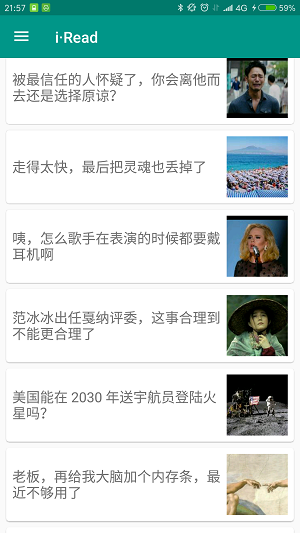 21:57
4G
59%
i·Read
被最信任的人怀疑了，你会离他而
去还是选择原谅？
走得太快，最后把灵魂也丢掉了
咦，怎么歌手在表演的时候都要戴
耳机啊
范冰冰出任戛纳评委，这事合理到
不能更合理了
美国能在 2030 年送宇航员登陆火
星吗？
老板，再给我大脑加个内存条，最
近不够用了